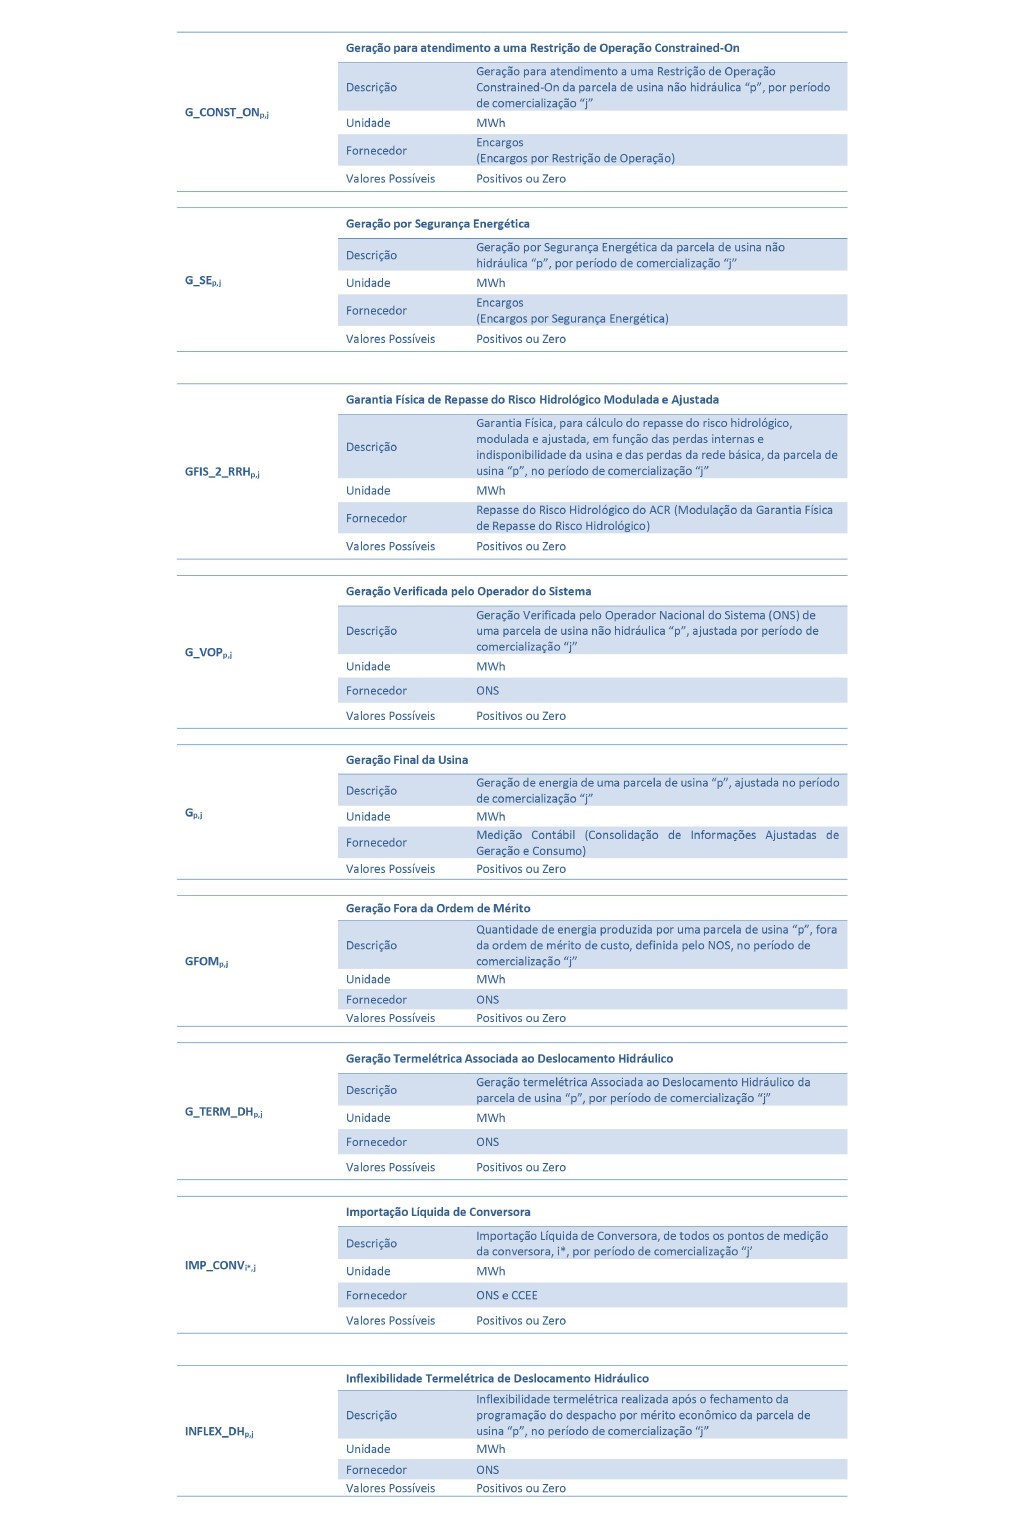 Geração para atendimento a uma Restrição de Operação Constrained-On
G_CONST_ONp,j
Descrição
Geração para atendimento a uma Restrição de Operação
Constrained-On da parcela de usina não hidráulica “p”, por período
de comercialização “j”
Unidade
MWh
Fornecedor
Encargos
(Encargos por Restrição de Operação)
Valores Possíveis
Positivos ou Zero
Geração por Segurança Energética
G_SEp,j
Descrição
Geração por Segurança Energética da parcela de usina não
hidráulica “p”, por período de comercialização “j”
Unidade
MWh
Fornecedor
Encargos
(Encargos por Segurança Energética)
Valores Possíveis
Positivos ou Zero
Garantia Física de Repasse do Risco Hidrológico Modulada e Ajustada
GFIS_2_RRHp,j
Descrição
Garantia Física, para cálculo do repasse do risco hidrológico,
modulada e ajustada, em função das perdas internas e
indisponibilidade da usina e das perdas da rede básica, da parcela de
usina “p”, no período de comercialização “j”
Unidade
MWh
Fornecedor
Repasse do Risco Hidrológico do ACR (Modulação da Garantia Física
de Repasse do Risco Hidrológico)
Valores Possíveis
Positivos ou Zero
Geração Verificada pelo Operador do Sistema
G_VOPp,j
Descrição
Geração Verificada pelo Operador Nacional do Sistema (ONS) de
uma parcela de usina não hidráulica “p”, ajustada por período de
comercialização “j”
Unidade
MWh
Fornecedor
ONS
Valores Possíveis
Positivos ou Zero
Geração Final da Usina
Gp,j
Descrição
Geração de energia de uma parcela de usina “p”, ajustada no período
de comercialização “j”
Unidade
MWh
Fornecedor
Medição Contábil (Consolidação de Informações Ajustadas de
Geração e Consumo)
Valores Possíveis
Positivos ou Zero
Geração Fora da Ordem de Mérito
GFOMp,j
Descrição
Quantidade de energia produzida por uma parcela de usina “p”, fora
da ordem de mérito de custo, definida pelo NOS, no período de
comercialização “j”
Unidade
MWh
Fornecedor
ONS
Valores Possíveis
Positivos ou Zero
Geração Termelétrica Associada ao Deslocamento Hidráulico
G_TERM_DHp,j
Descrição
Geração termelétrica Associada ao Deslocamento Hidráulico da
parcela de usina “p”, por período de comercialização “j”
Unidade
MWh
Fornecedor
ONS
Valores Possíveis
Positivos ou Zero
Importação Líquida de Conversora
IMP_CONVi*,j
Descrição
Importação Líquida de Conversora, de todos os pontos de medição
da conversora, i*, por período de comercialização “j’
Unidade
MWh
Fornecedor
ONS e CCEE
Valores Possíveis
Positivos ou Zero
Inflexibilidade Termelétrica de Deslocamento Hidráulico
INFLEX_DHp,j
Descrição
Inflexibilidade termelétrica realizada após o fechamento da
programação do despacho por mérito econômico da parcela de
usina “p”, no período de comercialização “j”
Unidade
MWh
Fornecedor
ONS
Valores Possíveis
Positivos ou Zero